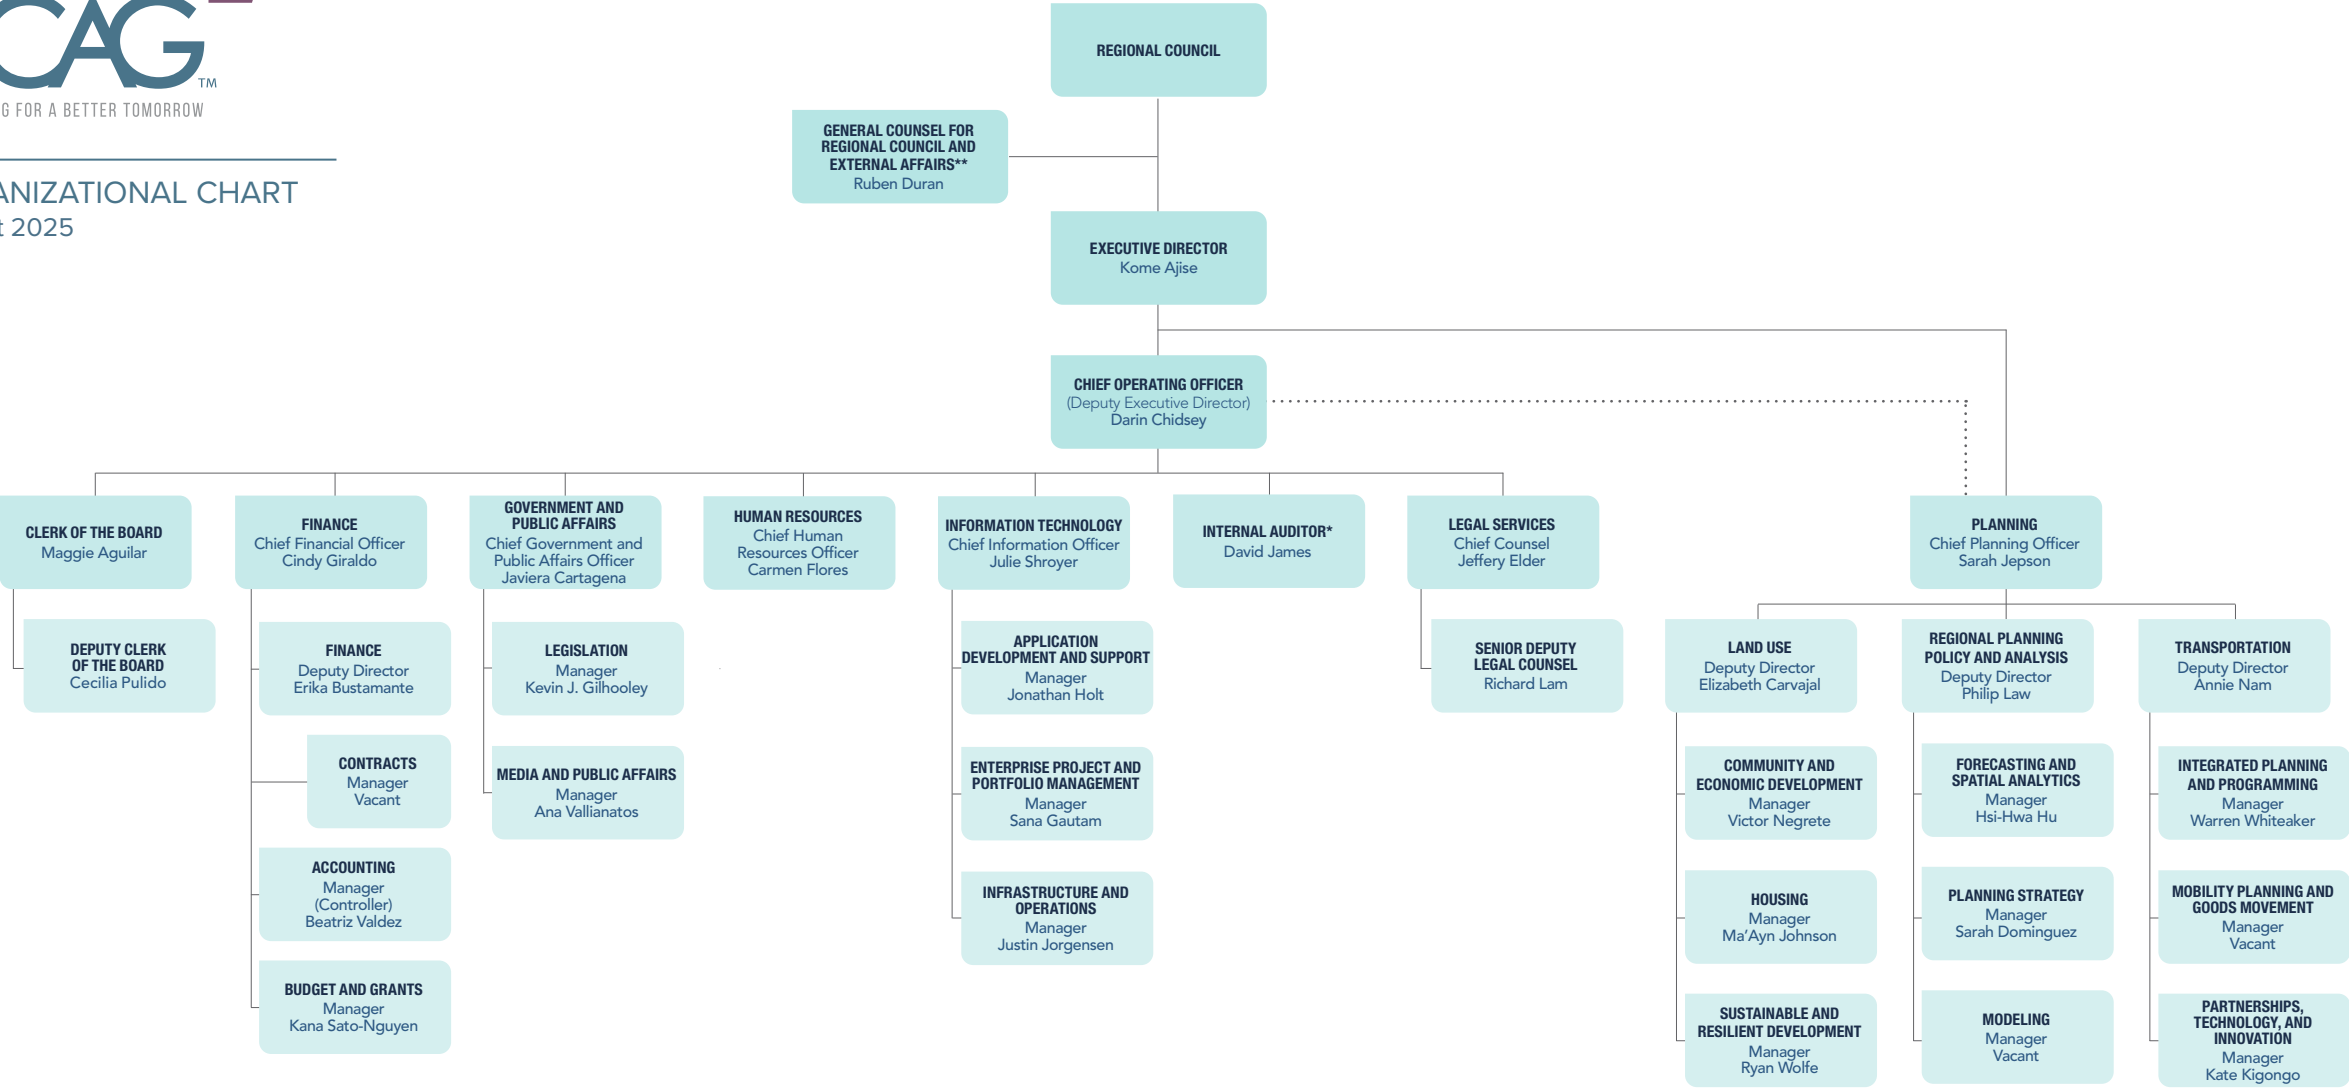 CAG
TM
G FOR A BETTER TOMORROW
ANIZATIONAL CHART
t 2025
REGIONAL COUNCIL
GENERAL COUNSEL FOR
REGIONAL COUNCIL AND
EXTERNAL AFFAIRS**
Ruben Duran
EXECUTIVE DIRECTOR
Kome Ajise
CHIEF OPERATING OFFICER
(Deputy Executive Director)
Darin Chidsey
CLERK OF THE BOARD
Maggie Aguilar
DEPUTY CLERK
OF THE BOARD
Cecilia Pulido
FINANCE
Chief Financial Officer
Cindy Giraldo
FINANCE
Deputy Director
Erika Bustamante
CONTRACTS
Manager
Vacant
ACCOUNTING
Manager
(Controller)
Beatriz Valdez
BUDGET AND GRANTS
Manager
Kana Sato-Nguyen
GOVERNMENT AND
PUBLIC AFFAIRS
Chief Government and
Public Affairs Officer
Javiera Cartagena
LEGISLATION
Manager
Kevin J. Gilhooley
MEDIA AND PUBLIC AFFAIRS
Manager
Ana Vallianatos
HUMAN RESOURCES
Chief Human
Resources Officer
Carmen Flores
INFORMATION TECHNOLOGY
Chief Information Officer
Julie Shroyer
APPLICATION
DEVELOPMENT AND SUPPORT
Manager
Jonathan Holt
ENTERPRISE PROJECT AND
PORTFOLIO MANAGEMENT
Manager
Sana Gautam
INFRASTRUCTURE AND
OPERATIONS
Manager
Justin Jorgensen
INTERNAL AUDITOR*
David James
LEGAL SERVICES
Chief Counsel
Jeffery Elder
SENIOR DEPUTY
LEGAL COUNSEL
Richard Lam
PLANNING
Chief Planning Officer
Sarah Jepson
LAND USE
Deputy Director
Elizabeth Carvajal
COMMUNITY AND
ECONOMIC DEVELOPMENT
Manager
Victor Negrete
HOUSING
Manager
Ma’Ayn Johnson
SUSTAINABLE AND
RESILIENT DEVELOPMENT
Manager
Ryan Wolfe
REGIONAL PLANNING
POLICY AND ANALYSIS
Deputy Director
Philip Law
FORECASTING AND
SPATIAL ANALYTICS
Manager
Hsi-Hwa Hu
PLANNING STRATEGY
Manager
Sarah Dominguez
MODELING
Manager
Vacant
TRANSPORTATION
Deputy Director
Annie Nam
INTEGRATED PLANNING
AND PROGRAMMING
Manager
Warren Whiteaker
MOBILITY PLANNING AND
GOODS MOVEMENT
Manager
Vacant
PARTNERSHIPS,
TECHNOLOGY, AND
INNOVATION
Manager
Kate Kigongo